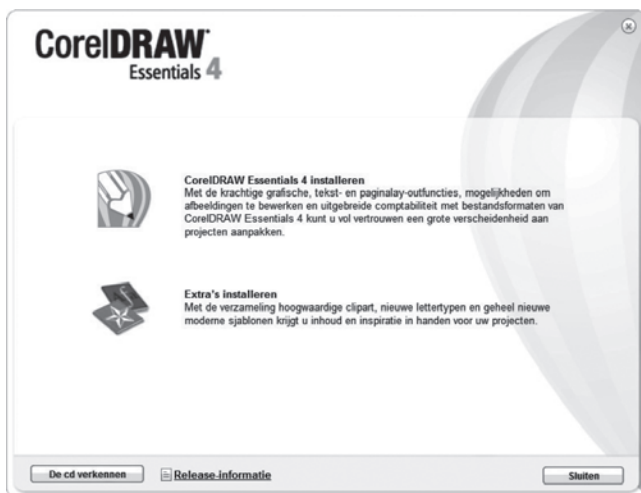 CorelDRAW
Essentials 4
CorelDRAW Essentials 4 installeren
Met de krachtige grafische, tekst- en paginalay-outfuncties, mogelijkheden om
afbeeldingen te bewerken en uitgebreide comptabiliteit met bestandsformaten van
CorelDRAW Essentials 4 kunt u vol vertrouwen een grote verscheidenheid aan
projecten aanpakken.
Extra's installeren
Met de verzameling hoogwaardige clipart, nieuwe lettertypen en geheel nieuwe
moderne sjablonen krijgt u inhoud en inspiratie in handen voor uw projecten.
De cd verkennen Release-informatie Sluiten